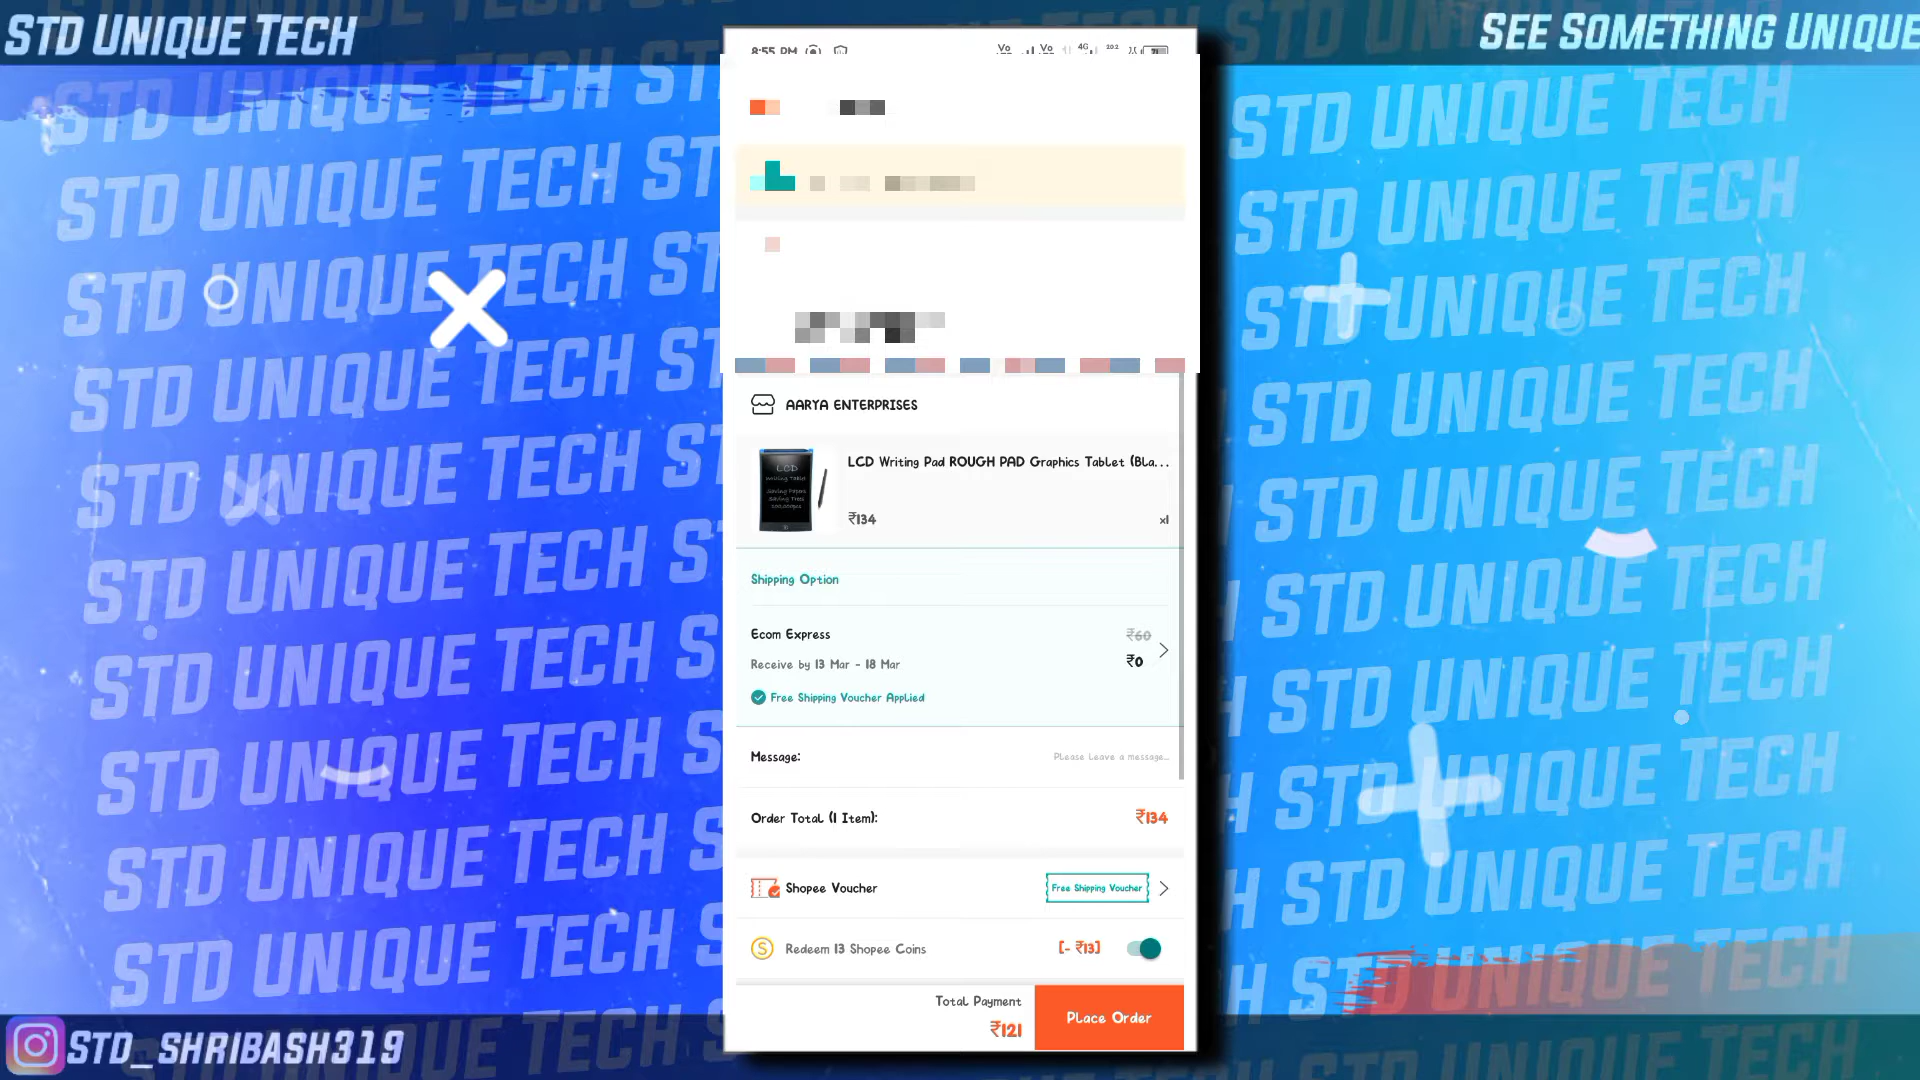 STD UNIQUE TECH
SEE SOMETHING UNIQUE
8:55 PM
AARYA ENTERPRISES
LCD Writing Pad ROUGH PAD Graphics Tablet (Bla...
₹134
x1
Shipping Option
Ecom Express
₹60
Receive by 13 Mar - 18 Mar
₹0
Free Shipping Voucher Applied
Message:
Please leave a message...
Order Total (1 Item):
₹134
Shopee Voucher
Free Shipping Voucher
Redeem 13 Shopee Coins
[- ₹13]
Total Payment
₹121
Place Order
STD_SHRIBASH319